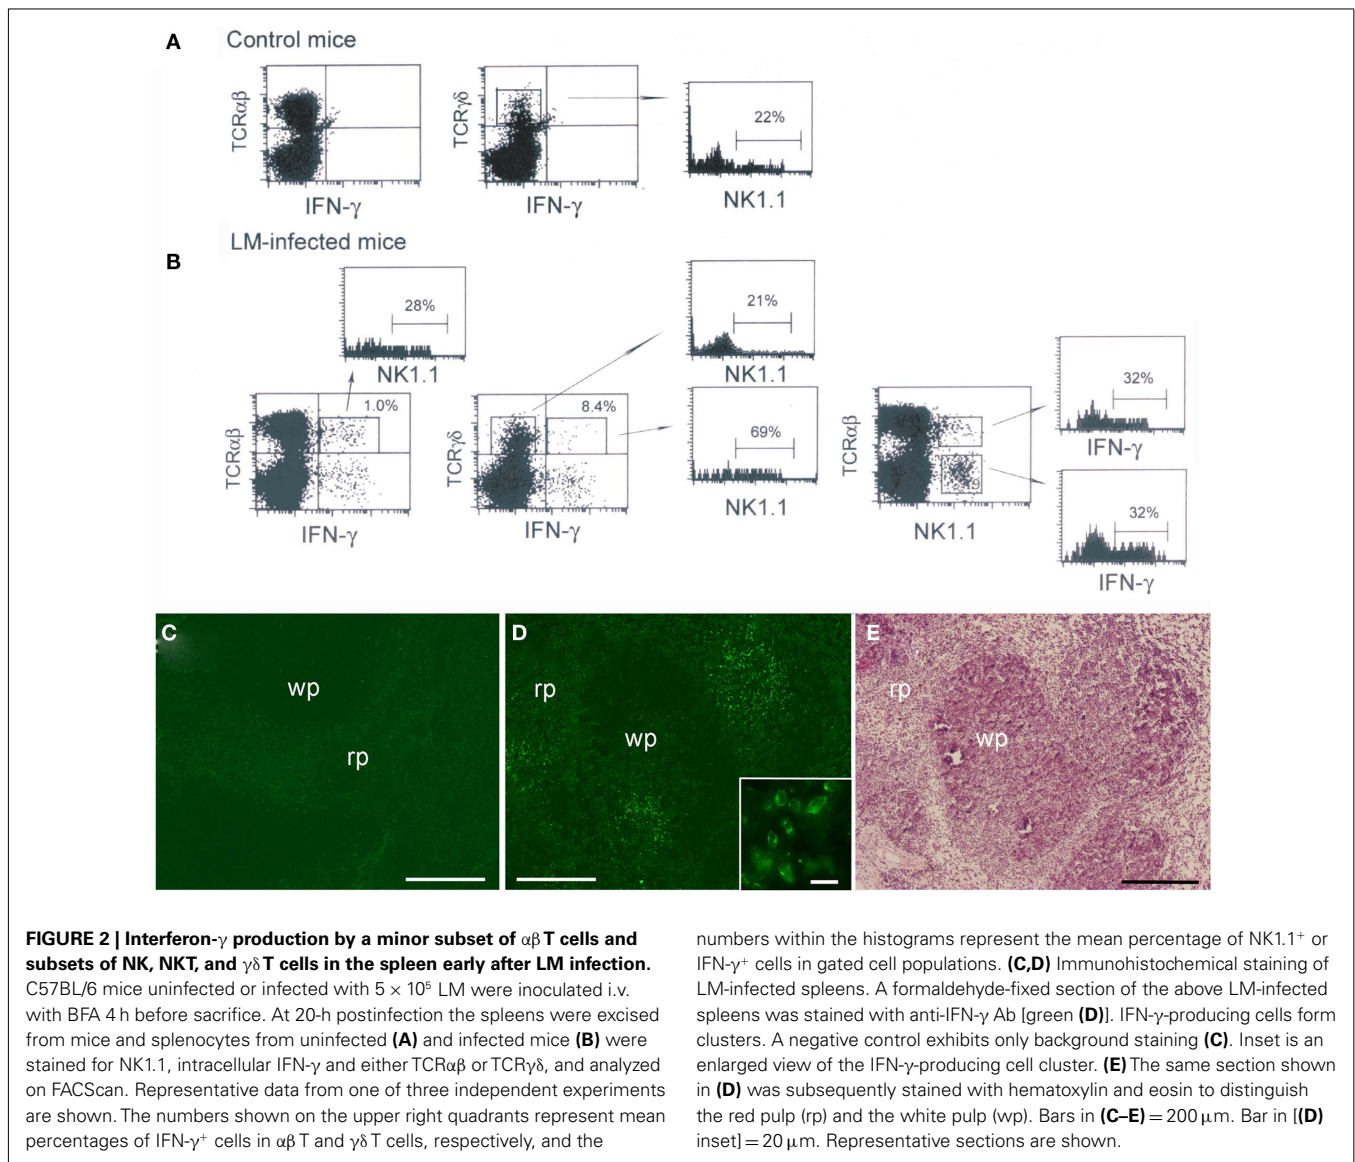 A
Control mice
TCRαβ
IFN-γ
TCRγδ
IFN-γ
22%
NK1.1
LM-infected mice
B
28%
NK1.1
21%
NK1.1
1.0%
TCRαβ
IFN-γ
8.4%
TCRγδ
IFN-γ
69%
NK1.1
TCRαβ
NK1.1
32%
IFN-γ
32%
IFN-γ
C
wp
rp
D
rp
wp
E
rp
wp
FIGURE 2 | Interferon-γ production by a minor subset of αβ T cells and
subsets of NK, NKT, and γδ T cells in the spleen early after LM infection.
C57BL/6 mice uninfected or infected with 5 × 10⁵ LM were inoculated i.v.
with BFA 4 h before sacrifice. At 20-h postinfection the spleens were excised
from mice and splenocytes from uninfected (A) and infected mice (B) were
stained for NK1.1, intracellular IFN-γ and either TCRαβ or TCRγδ, and analyzed
on FACScan. Representative data from one of three independent experiments
are shown. The numbers shown on the upper right quadrants represent mean
percentages of IFN-γ⁺ cells in αβ T and γδ T cells, respectively, and the
numbers within the histograms represent the mean percentage of NK1.1⁺ or
IFN-γ⁺ cells in gated cell populations. (C,D) Immunohistochemical staining of
LM-infected spleens. A formaldehyde-fixed section of the above LM-infected
spleens was stained with anti-IFN-γ Ab [green (D)]. IFN-γ-producing cells form
clusters. A negative control exhibits only background staining (C). Inset is an
enlarged view of the IFN-γ-producing cell cluster. (E) The same section shown
in (D) was subsequently stained with hematoxylin and eosin to distinguish
the red pulp (rp) and the white pulp (wp). Bars in (C–E) = 200 μm. Bar in [(D)
inset] = 20 μm. Representative sections are shown.